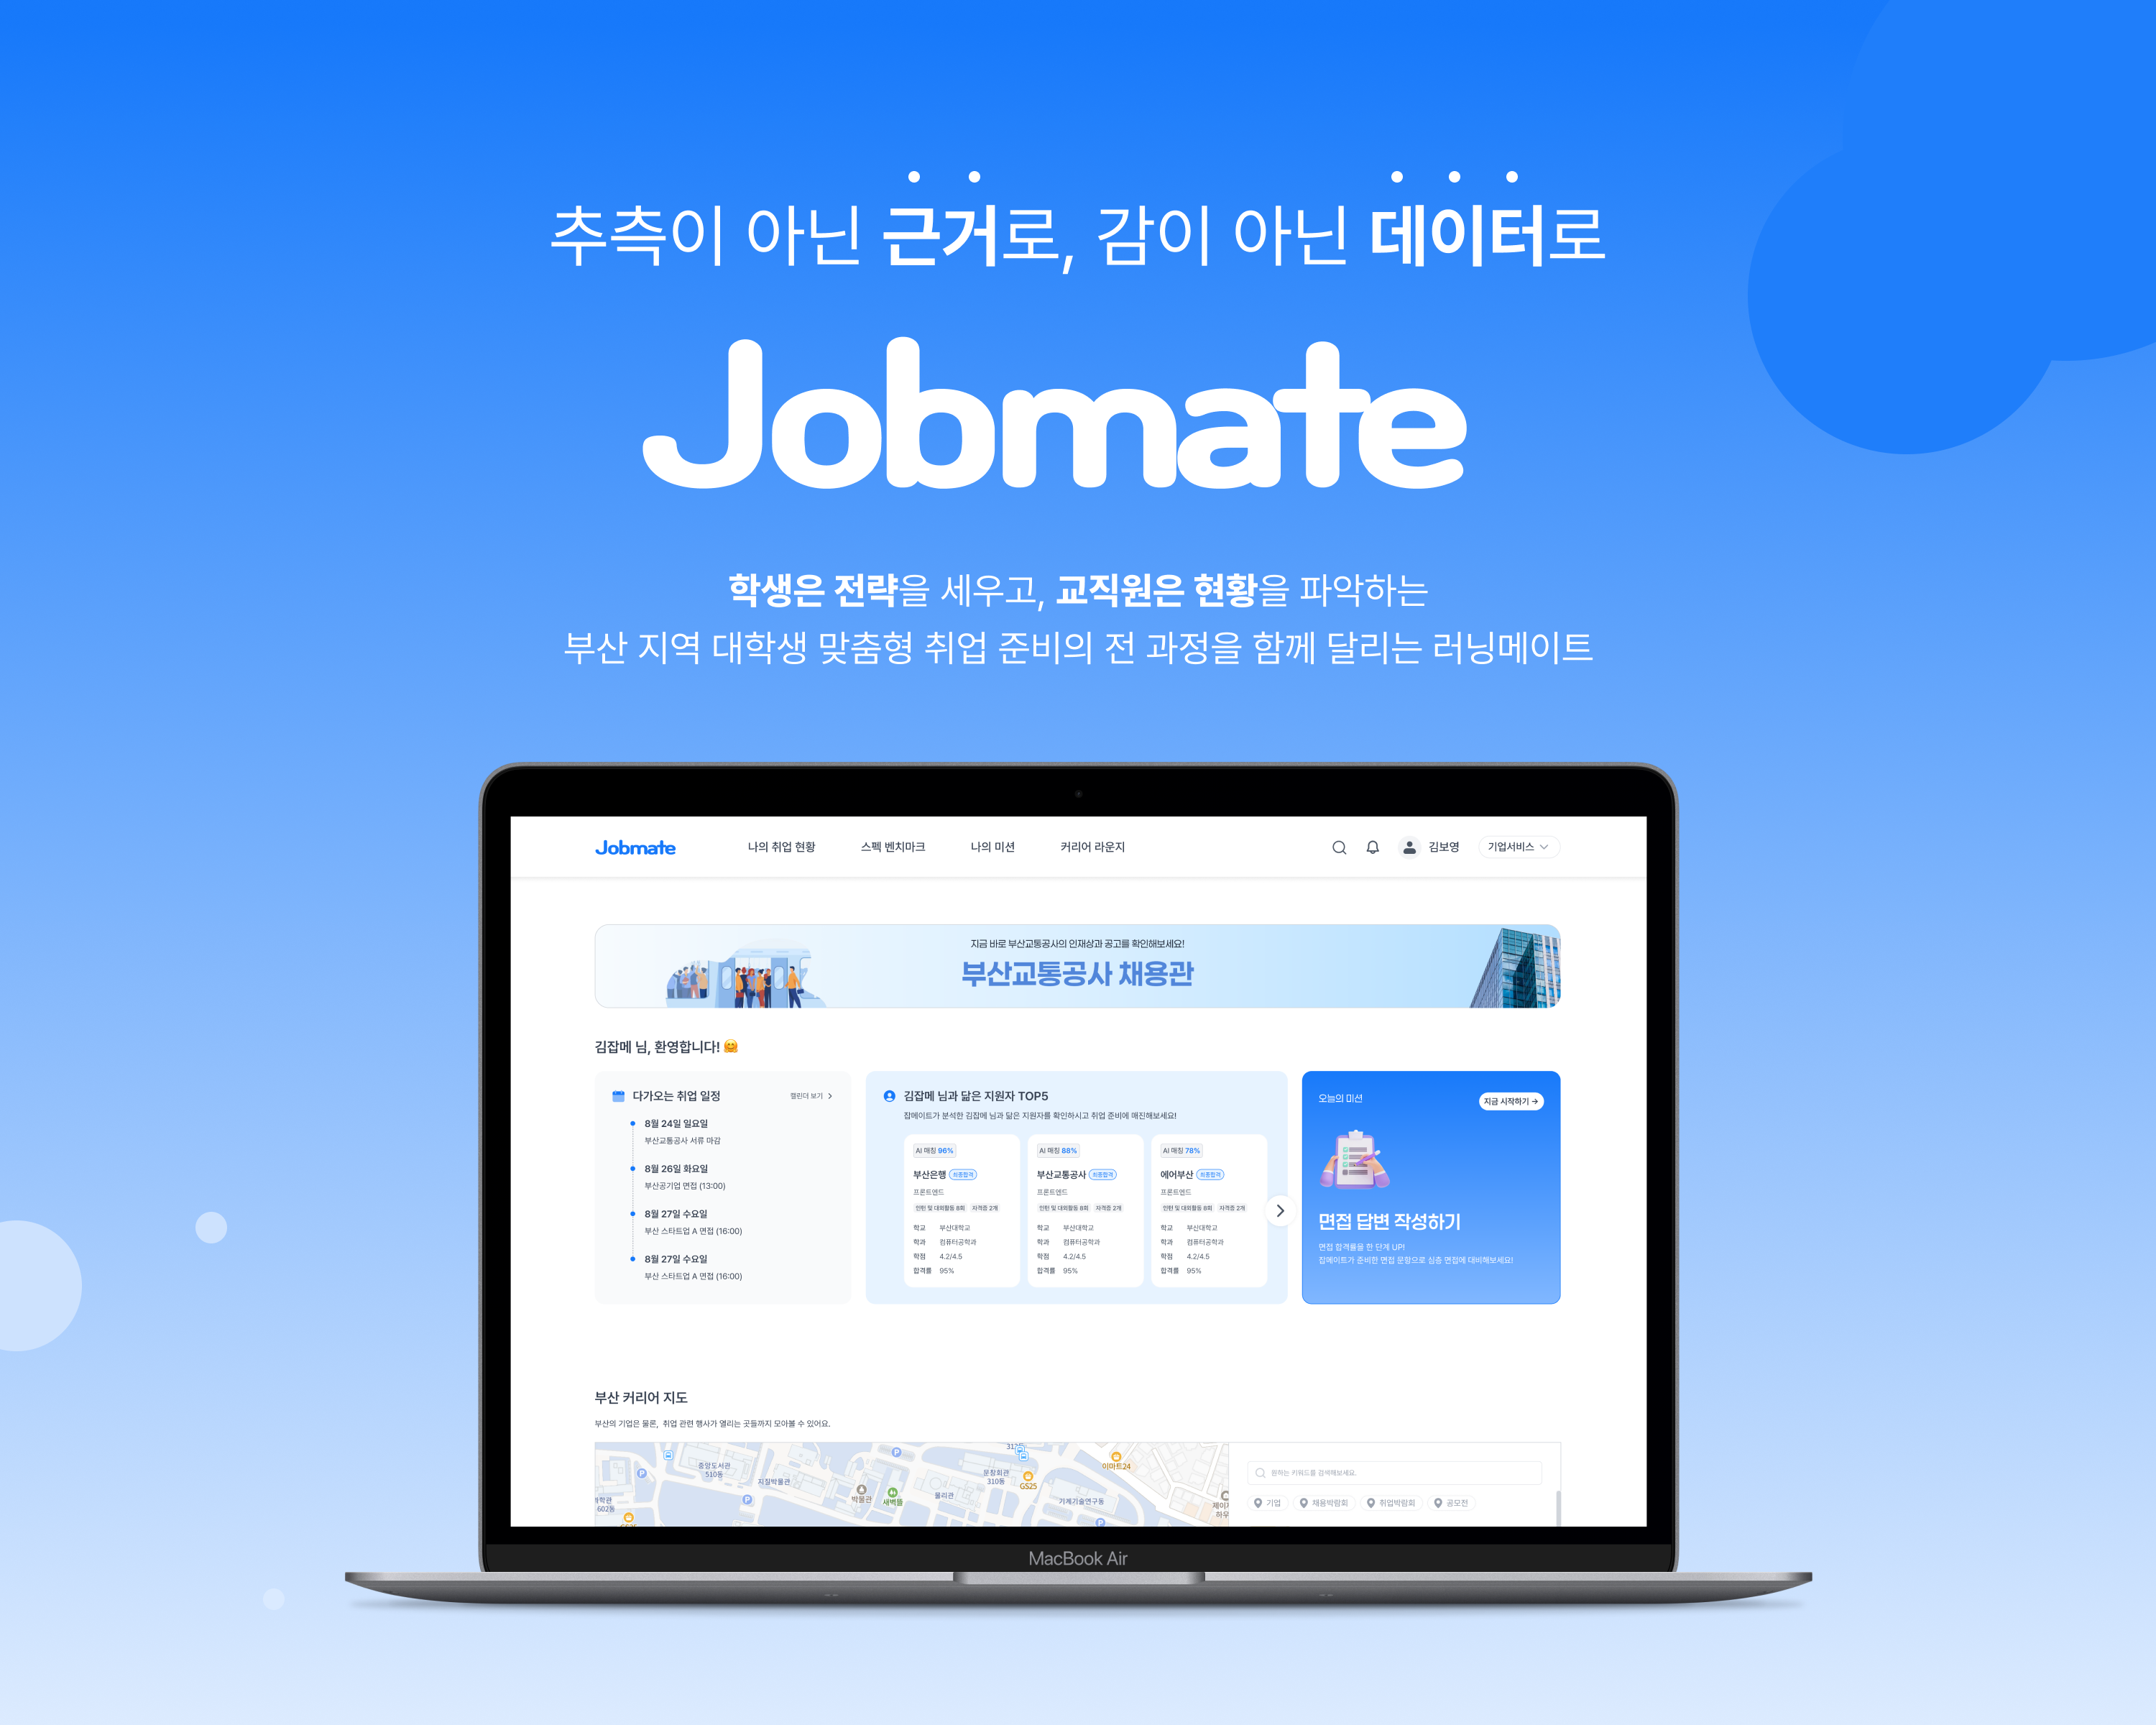 추측이 아닌 근거로, 감이 아닌 데이터로
Jobmate
학생은 전략을 세우고, 교직원은 현황을 파악하는
부산 지역 대학생 맞춤형 취업 준비의 전 과정을 함께 달리는 러닝메이트
Jobmate 나의 취업 현황 스펙 벤치마크 나의 미션 커리어 라운지 김보영 기업서비스
지금 바로 부산교통공사의 인재상과 공고를 확인해보세요!
부산교통공사 채용관
김잡메 님, 환영합니다! 🤗
다가오는 취업 일정 캘린더 보기
8월 24일 일요일
부산교통공사 서류 마감
8월 26일 화요일
부산공기업 면접 (13:00)
8월 27일 수요일
부산 스타트업 A 면접 (16:00)
8월 27일 수요일
부산 스타트업 A 면접 (16:00)
김잡메 님과 닮은 지원자 TOP5
잡메이트가 분석한 김잡메 님과 닮은 지원자를 확인하시고 취업 준비에 매진해보세요!
AI 매칭 96%
부산은행 최종합격
프론트엔드
인턴 및 대외활동 8회 자격증 2개
학교 부산대학교
학과 컴퓨터공학과
학점 4.2/4.5
합격률 95%
AI 매칭 88%
부산교통공사 최종합격
프론트엔드
인턴 및 대외활동 8회 자격증 2개
학교 부산대학교
학과 컴퓨터공학과
학점 4.2/4.5
합격률 95%
AI 매칭 78%
에어부산 최종합격
프론트엔드
인턴 및 대외활동 8회 자격증 2개
학교 부산대학교
학과 컴퓨터공학과
학점 4.2/4.5
합격률 95%
오늘의 미션 지금 시작하기 →
면접 답변 작성하기
면접 합격률을 한 단계 UP!
잡메이트가 준비한 면접 문항으로 심층 면접에 대비해보세요!
부산 커리어 지도
부산의 기업은 물론, 취업 관련 행사가 열리는 곳들까지 모아볼 수 있어요.
중앙도서관
510동
지질박물관
박물관
새벽뜰
물리관
문창회관
310동
GS25
이마트24
기계기술연구동
602동
원하는 키워드를 검색해보세요.
기업 채용박람회 취업박람회 공모전
MacBook Air